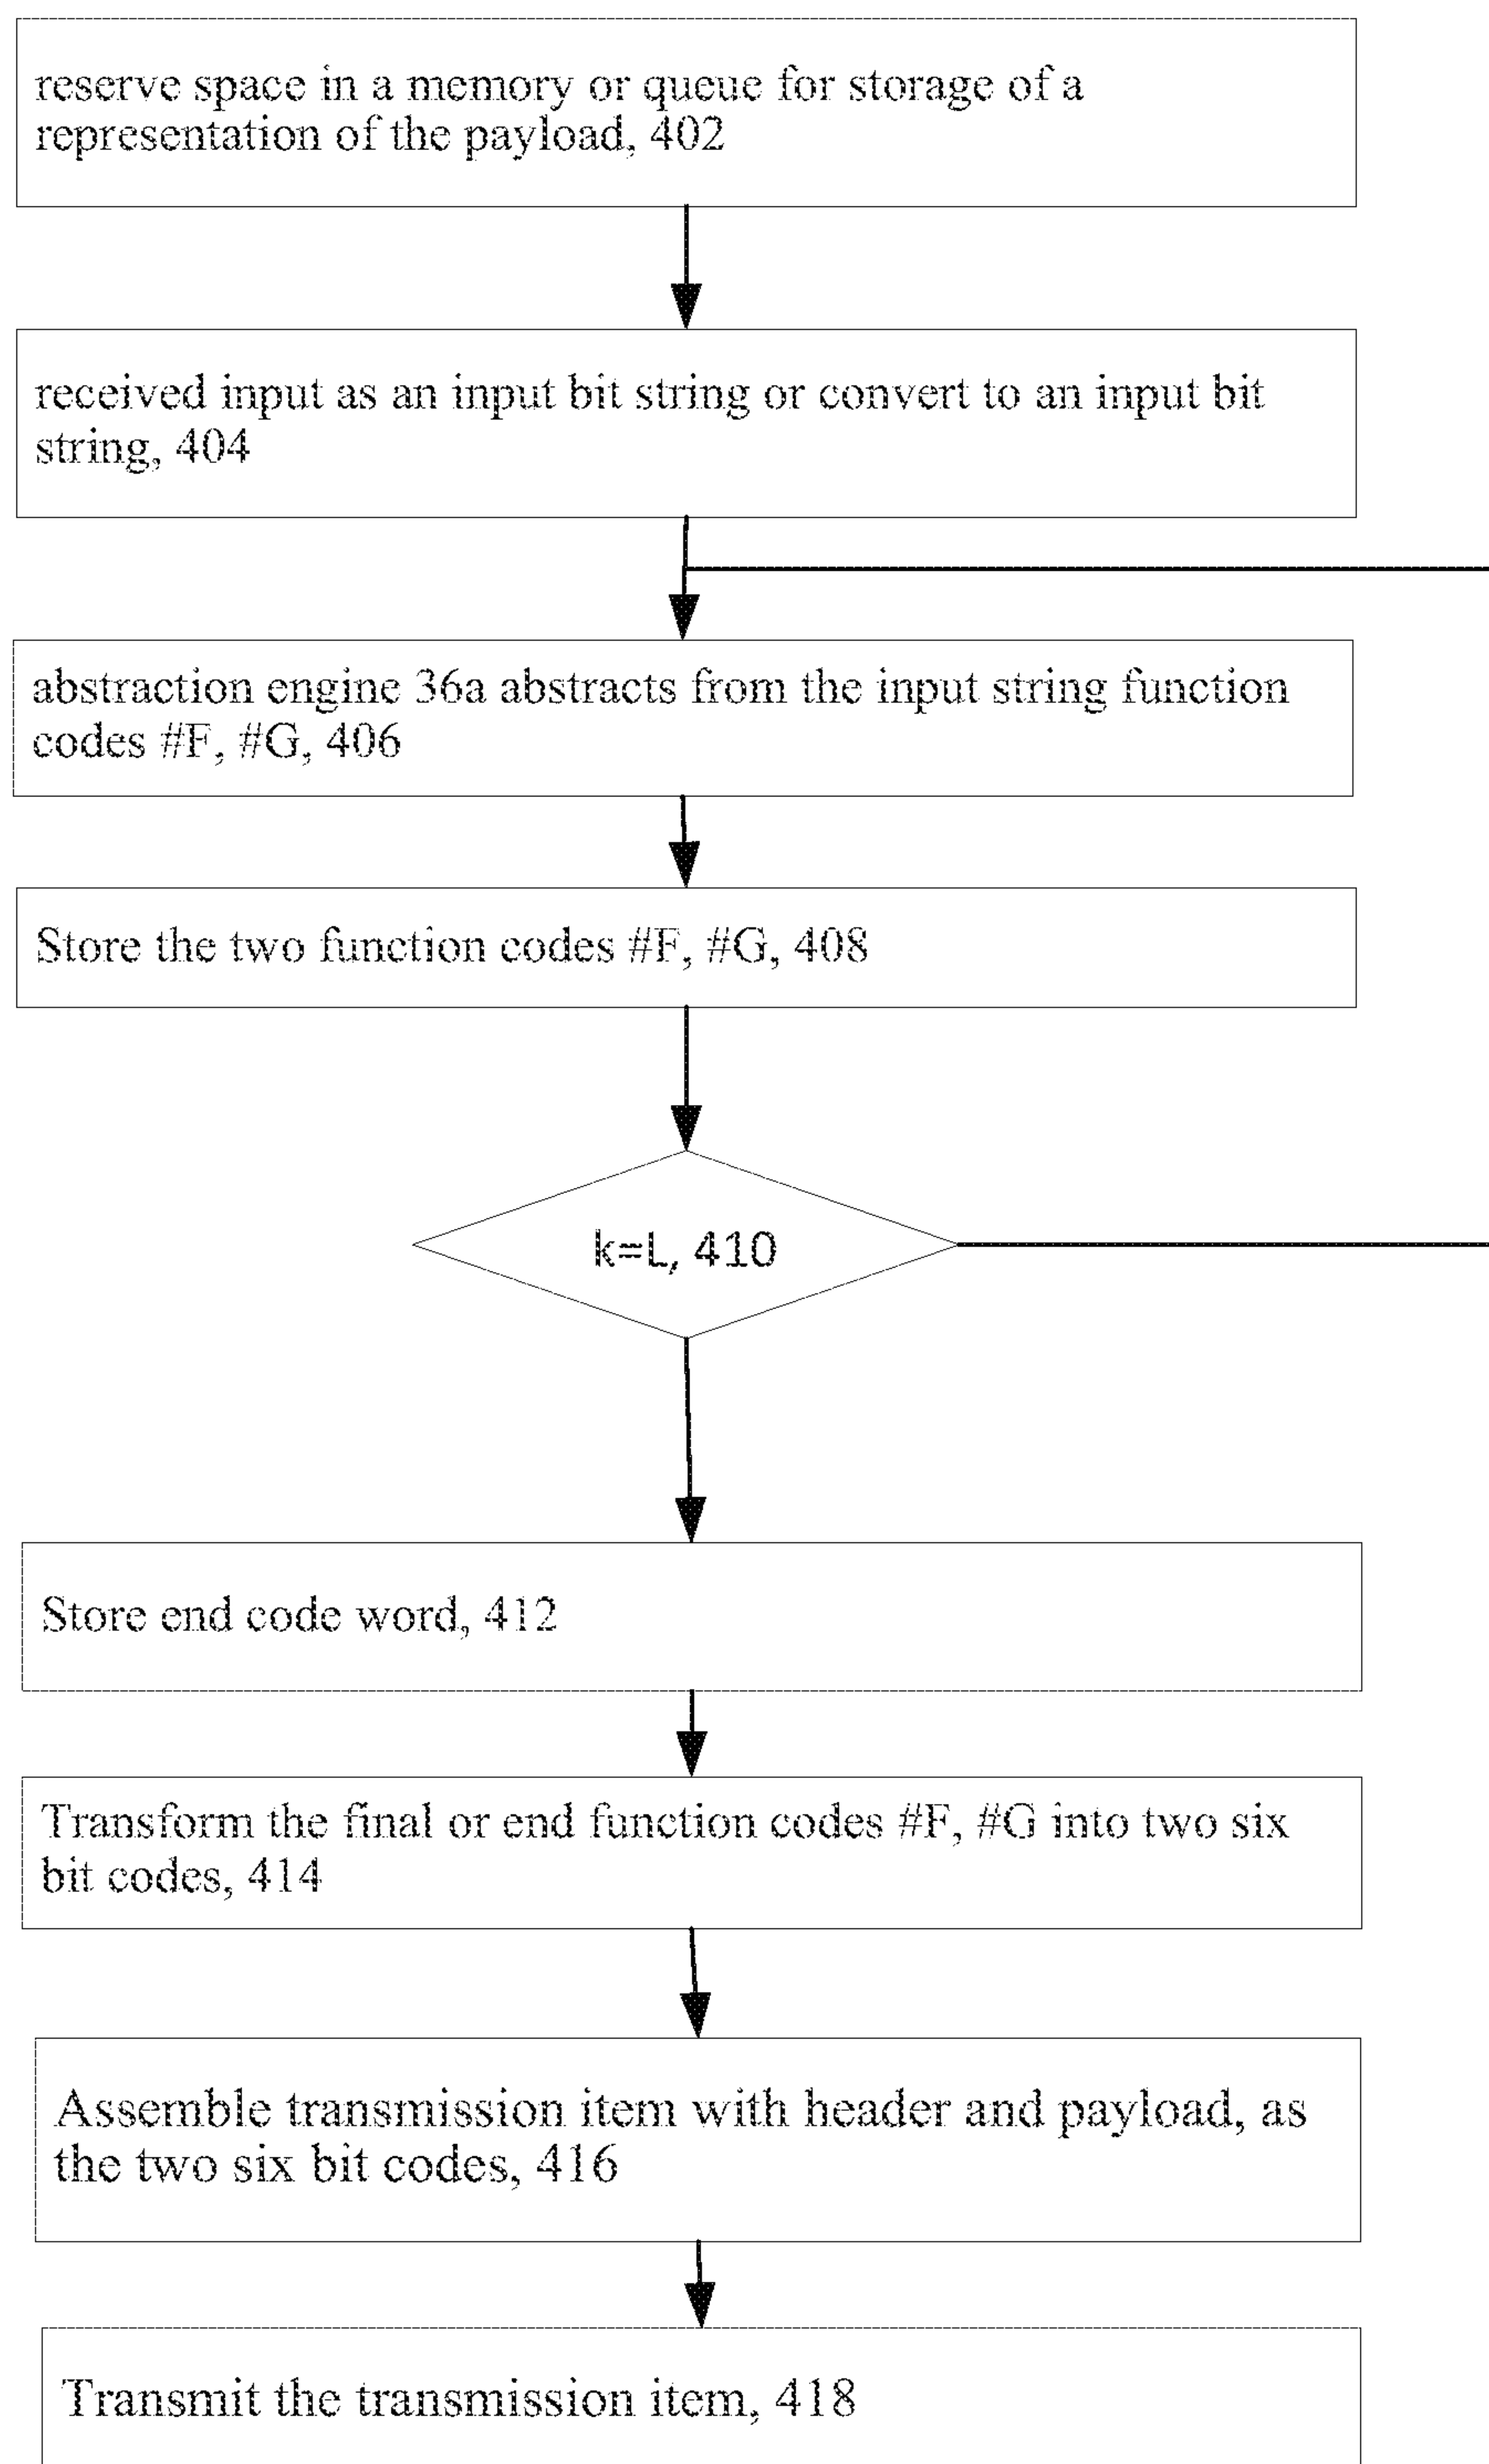 reserve space in a memory or queue for storage of a
representation of the payload, 402
received input as an input bit string or convert to an input bit
string, 404
abstraction engine 36a abstracts from the input string function
codes #F, #G, 406
Store the two function codes #F, #G, 408
k=L, 410
Store end code word, 412
Transform the final or end function codes #F, #G into two six
bit codes, 414
Assemble transmission item with header and payload, as
the two six bit codes, 416
Transmit the transmission item, 418